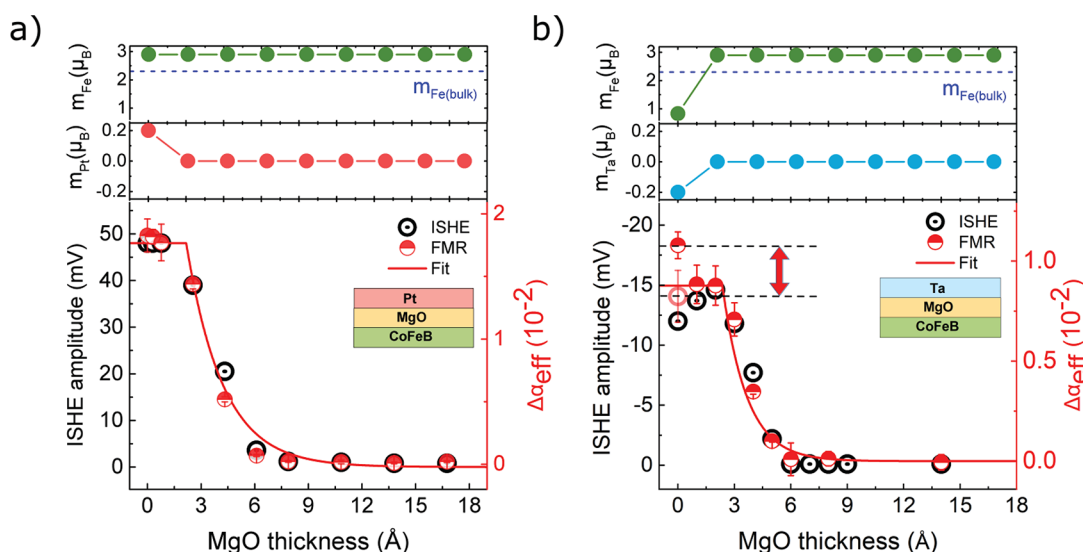 a)
m_Fe(μ_B)
3
2
1
m_Fe(bulk)
m_Pt(μ_B)
0.2
0.0
-0.2
ISHE amplitude (mV)
50
40
30
20
10
0
ISHE
FMR
Fit
Pt
MgO
CoFeB
2
1
0
Δα_eff (10^-2)
0 3 6 9 12 15 18
MgO thickness (Å)
b)
m_Fe(μ_B)
3
2
1
m_Fe(bulk)
m_Ta(μ_B)
0.2
0.0
-0.2
ISHE amplitude (mV)
-20
-15
-10
-5
0
ISHE
FMR
Fit
Ta
MgO
CoFeB
1.0
0.5
0.0
Δα_eff (10^-2)
0 3 6 9 12 15 18
MgO thickness (Å)